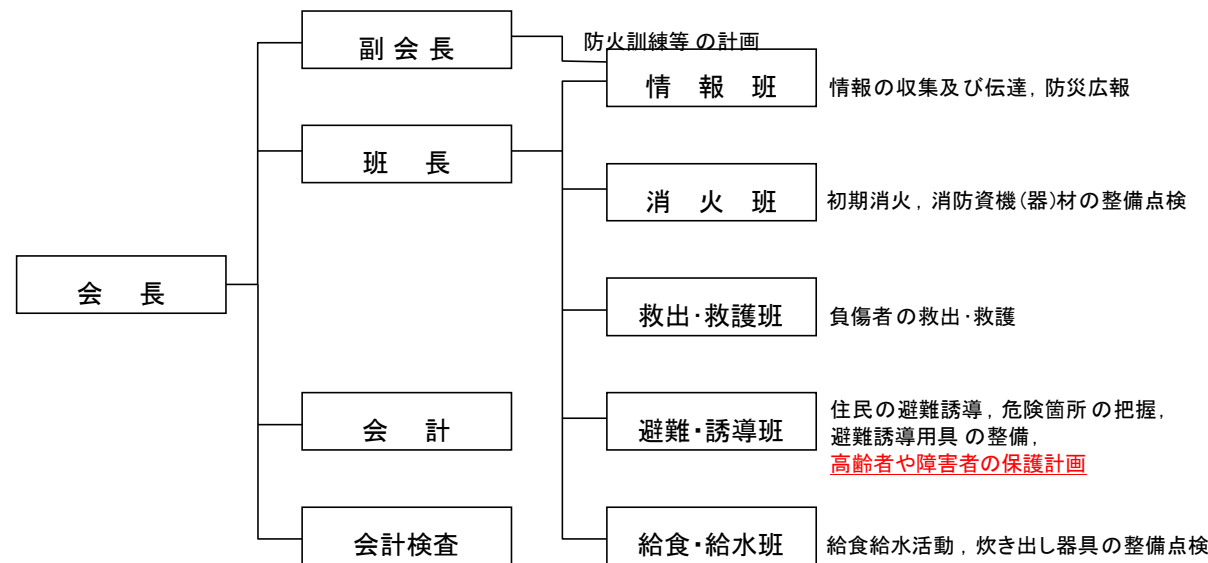 副会長
防火訓練等の計画
情報班
情報の収集及び伝達，防災広報
班長
消火班
初期消火，消防資機（器）材の整備点検
会長
救出・救護班
負傷者の救出・救護
会計
避難・誘導班
住民の避難誘導，危険箇所の把握，
避難誘導用具の整備，
高齢者や障害者の保護計画
会計検査
給食・給水班
給食給水活動，炊き出し器具の整備点検